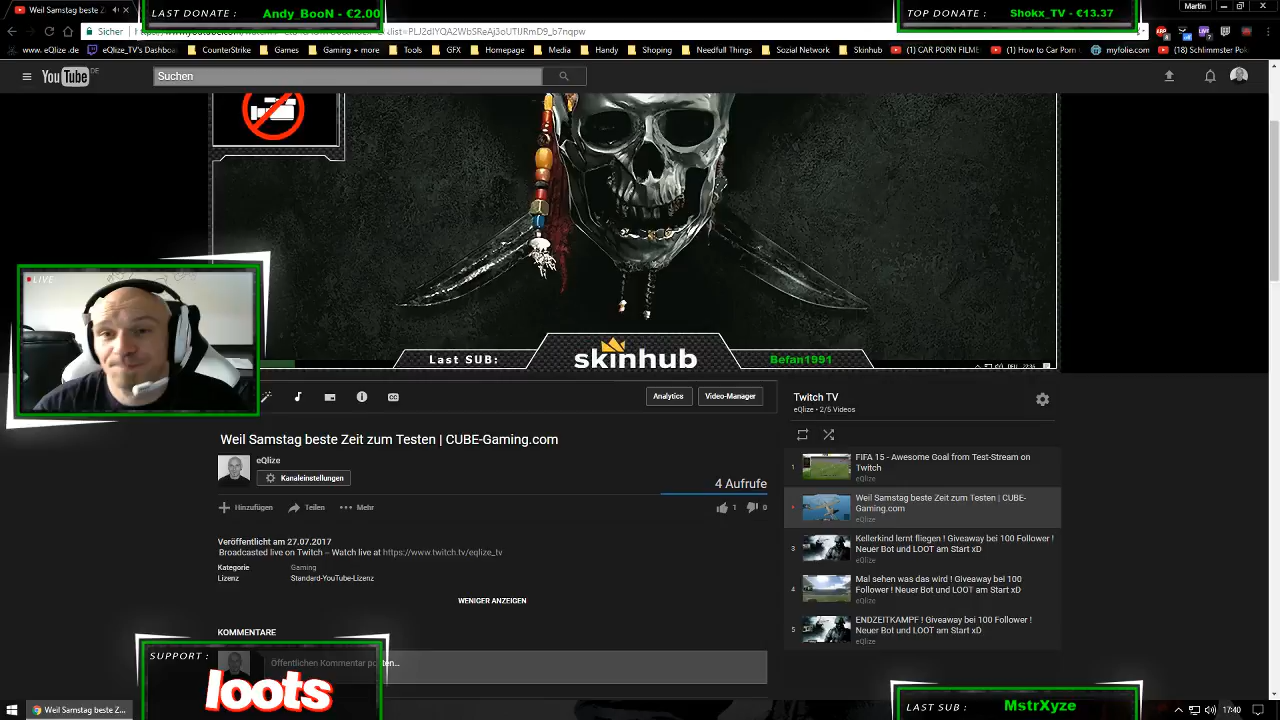 Weil Samstag beste Z
LAST DONATE : Andy_BooN - €2.00
TOP DONATE : Shokx_TV - €13.37
Martin
Sicher
list=PLJ2dIYQA2WbSReAj3oUTURmD9_b7nqpw
www.eQlize.de
eQlize_TV's Dashboa
CounterStrike
Games
Gaming + more
Tools
GFX
Homepage
Media
Handy
Shoping
Needfull Things
Sozial Network
Skinhub
(1) CAR PORN FILME
(1) How to Car Porn
myfolie.com
(18) Schlimmster Ro
YouTube DE
Suchen
LIVE
Last SUB: skinhub Befan1991
Analytics
Video-Manager
Weil Samstag beste Zeit zum Testen | CUBE-Gaming.com
eQlize
Kanaleinstellungen
4 Aufrufe
Hinzufügen
Teilen
Mehr
1
0
Veröffentlicht am 27.07.2017
Broadcasted live on Twitch – Watch live at https://www.twitch.tv/eqlize_tv
Kategorie Gaming
Lizenz Standard-YouTube-Lizenz
WENIGER ANZEIGEN
KOMMENTARE
Öffentlichen Kommentar posten...
Twitch TV
eQlize • 2/5 Videos
1
FIFA 15 - Awesome Goal from Test-Stream on
Twitch
eQlize
Weil Samstag beste Zeit zum Testen | CUBE-
Gaming.com
eQlize
3
Kellerkind lernt fliegen ! Giveaway bei 100 Follower !
Neuer Bot und LOOT am Start xD
eQlize
4
Mal sehen was das wird ! Giveaway bei 100
Follower ! Neuer Bot und LOOT am Start xD
eQlize
5
ENDZEITKAMPF ! Giveaway bei 100 Follower !
Neuer Bot und LOOT am Start xD
eQlize
SUPPORT :
loots
LAST SUB : MstrXyze
Weil Samstag beste Z...
17:40